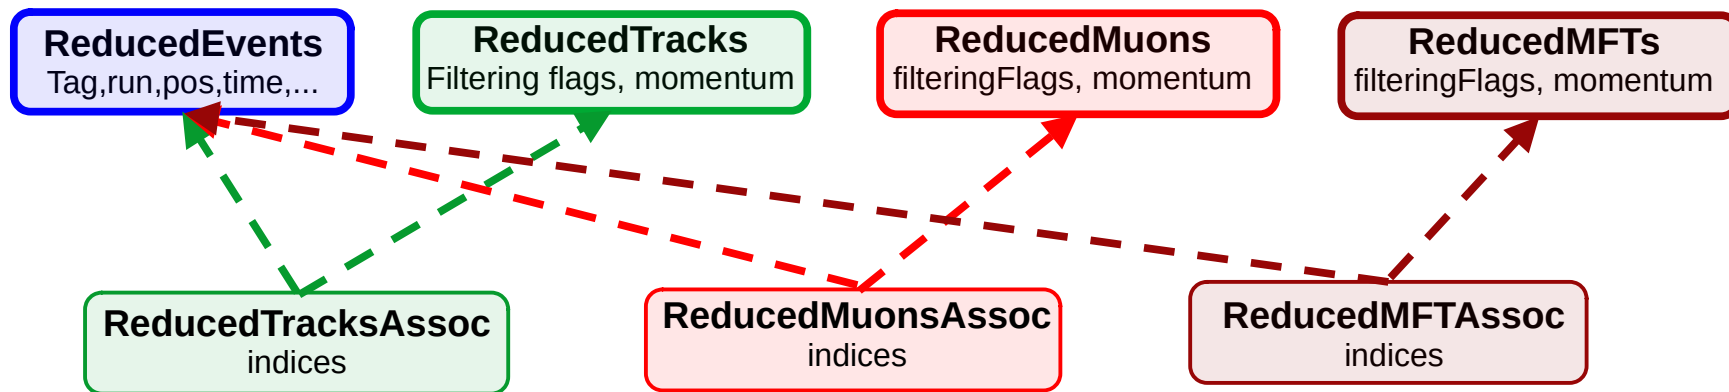 ReducedEvents
Tag,run,pos,time,...
ReducedTracks
Filtering flags, momentum
ReducedMuons
filteringFlags, momentum
ReducedMFTs
filteringFlags, momentum
ReducedTracksAssoc
indices
ReducedMuonsAssoc
indices
ReducedMFTAssoc
indices